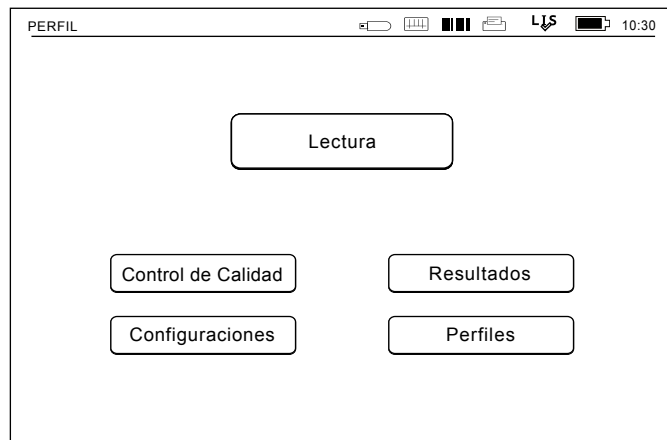 PERFIL LIS 10:30
Lectura
Control de Calidad Resultados
Configuraciones Perfiles